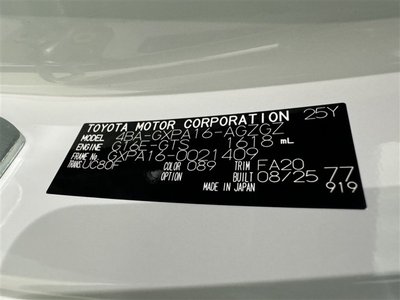 TOYOTA MOTOR CORPORATION 25Y
MODEL 4BA-GXPA16-AGZGZ
ENGINE G16E-GTS 1618 mL
FRAME No. GXPA16-0021409
TRANS UC80F COLOR 089 TRIM FA20
OPTION BUILT 08/25 77
MADE IN JAPAN 919